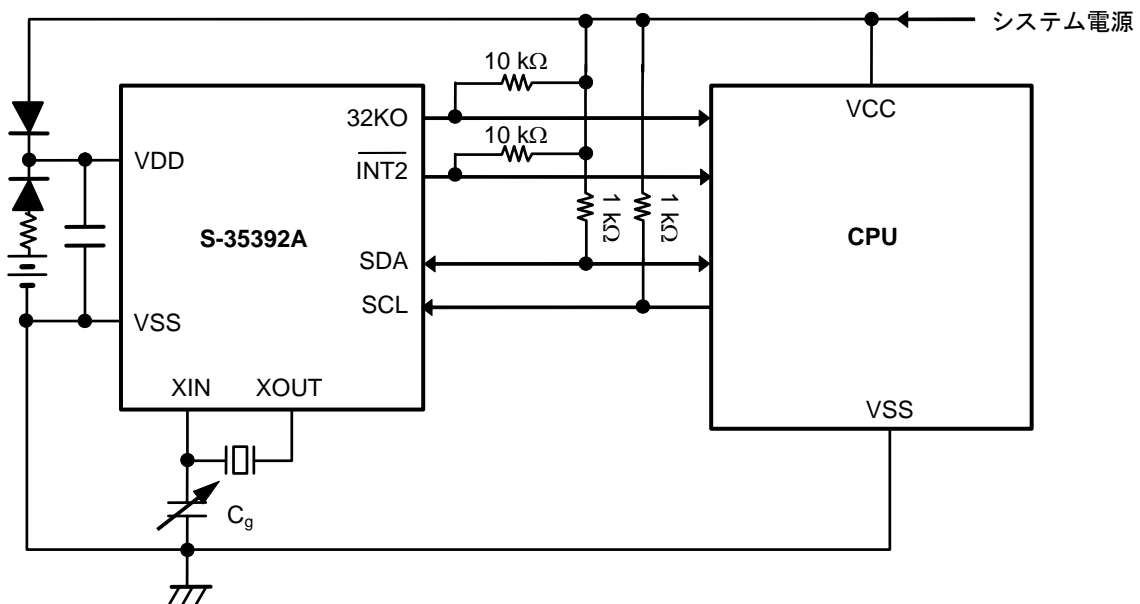 システム電源
10 kΩ
32KO
VCC
10 kΩ
VDD
INT2
1 kΩ
1 kΩ
S-35392A
CPU
SDA
SCL
VSS
XIN
XOUT
VSS
Cg